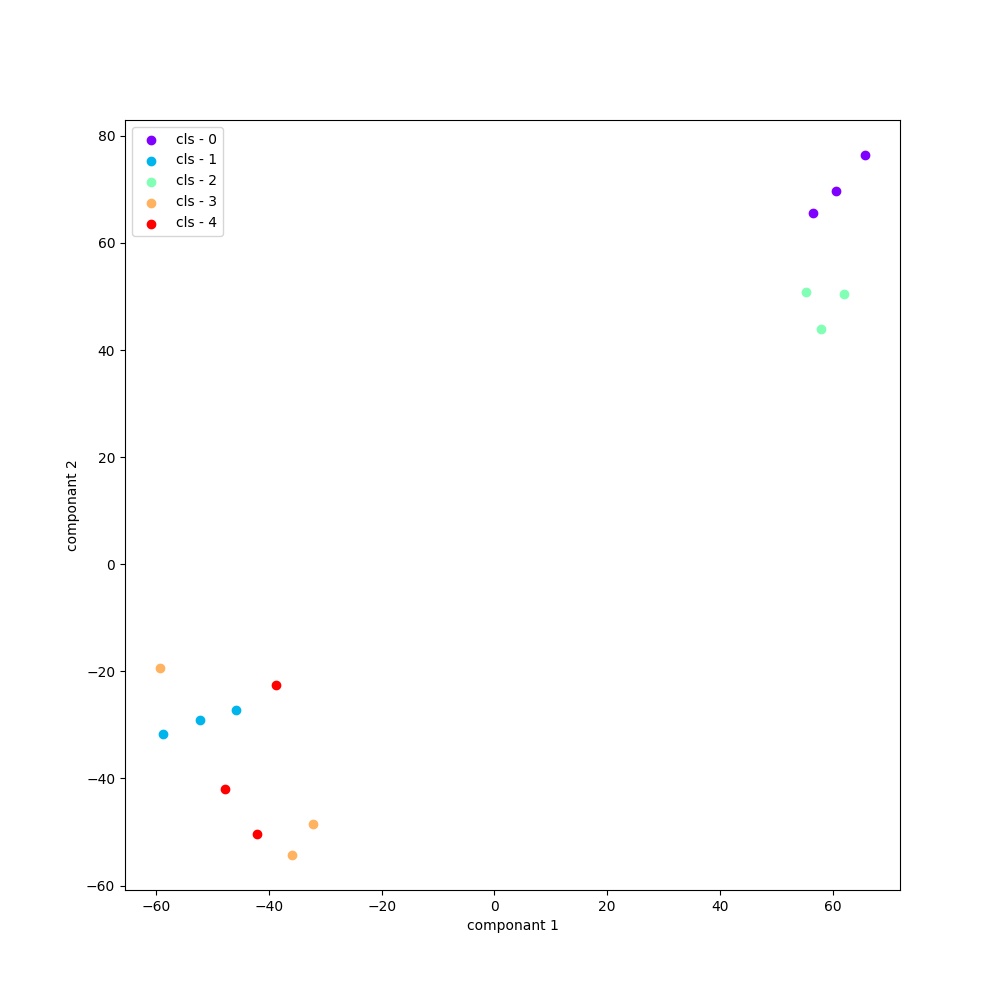 cls - 0
cls - 1
cls - 2
cls - 3
cls - 4
80
60
40
20
0
−20
−40
−60
componant 2
−60 −40 −20 0 20 40 60
componant 1